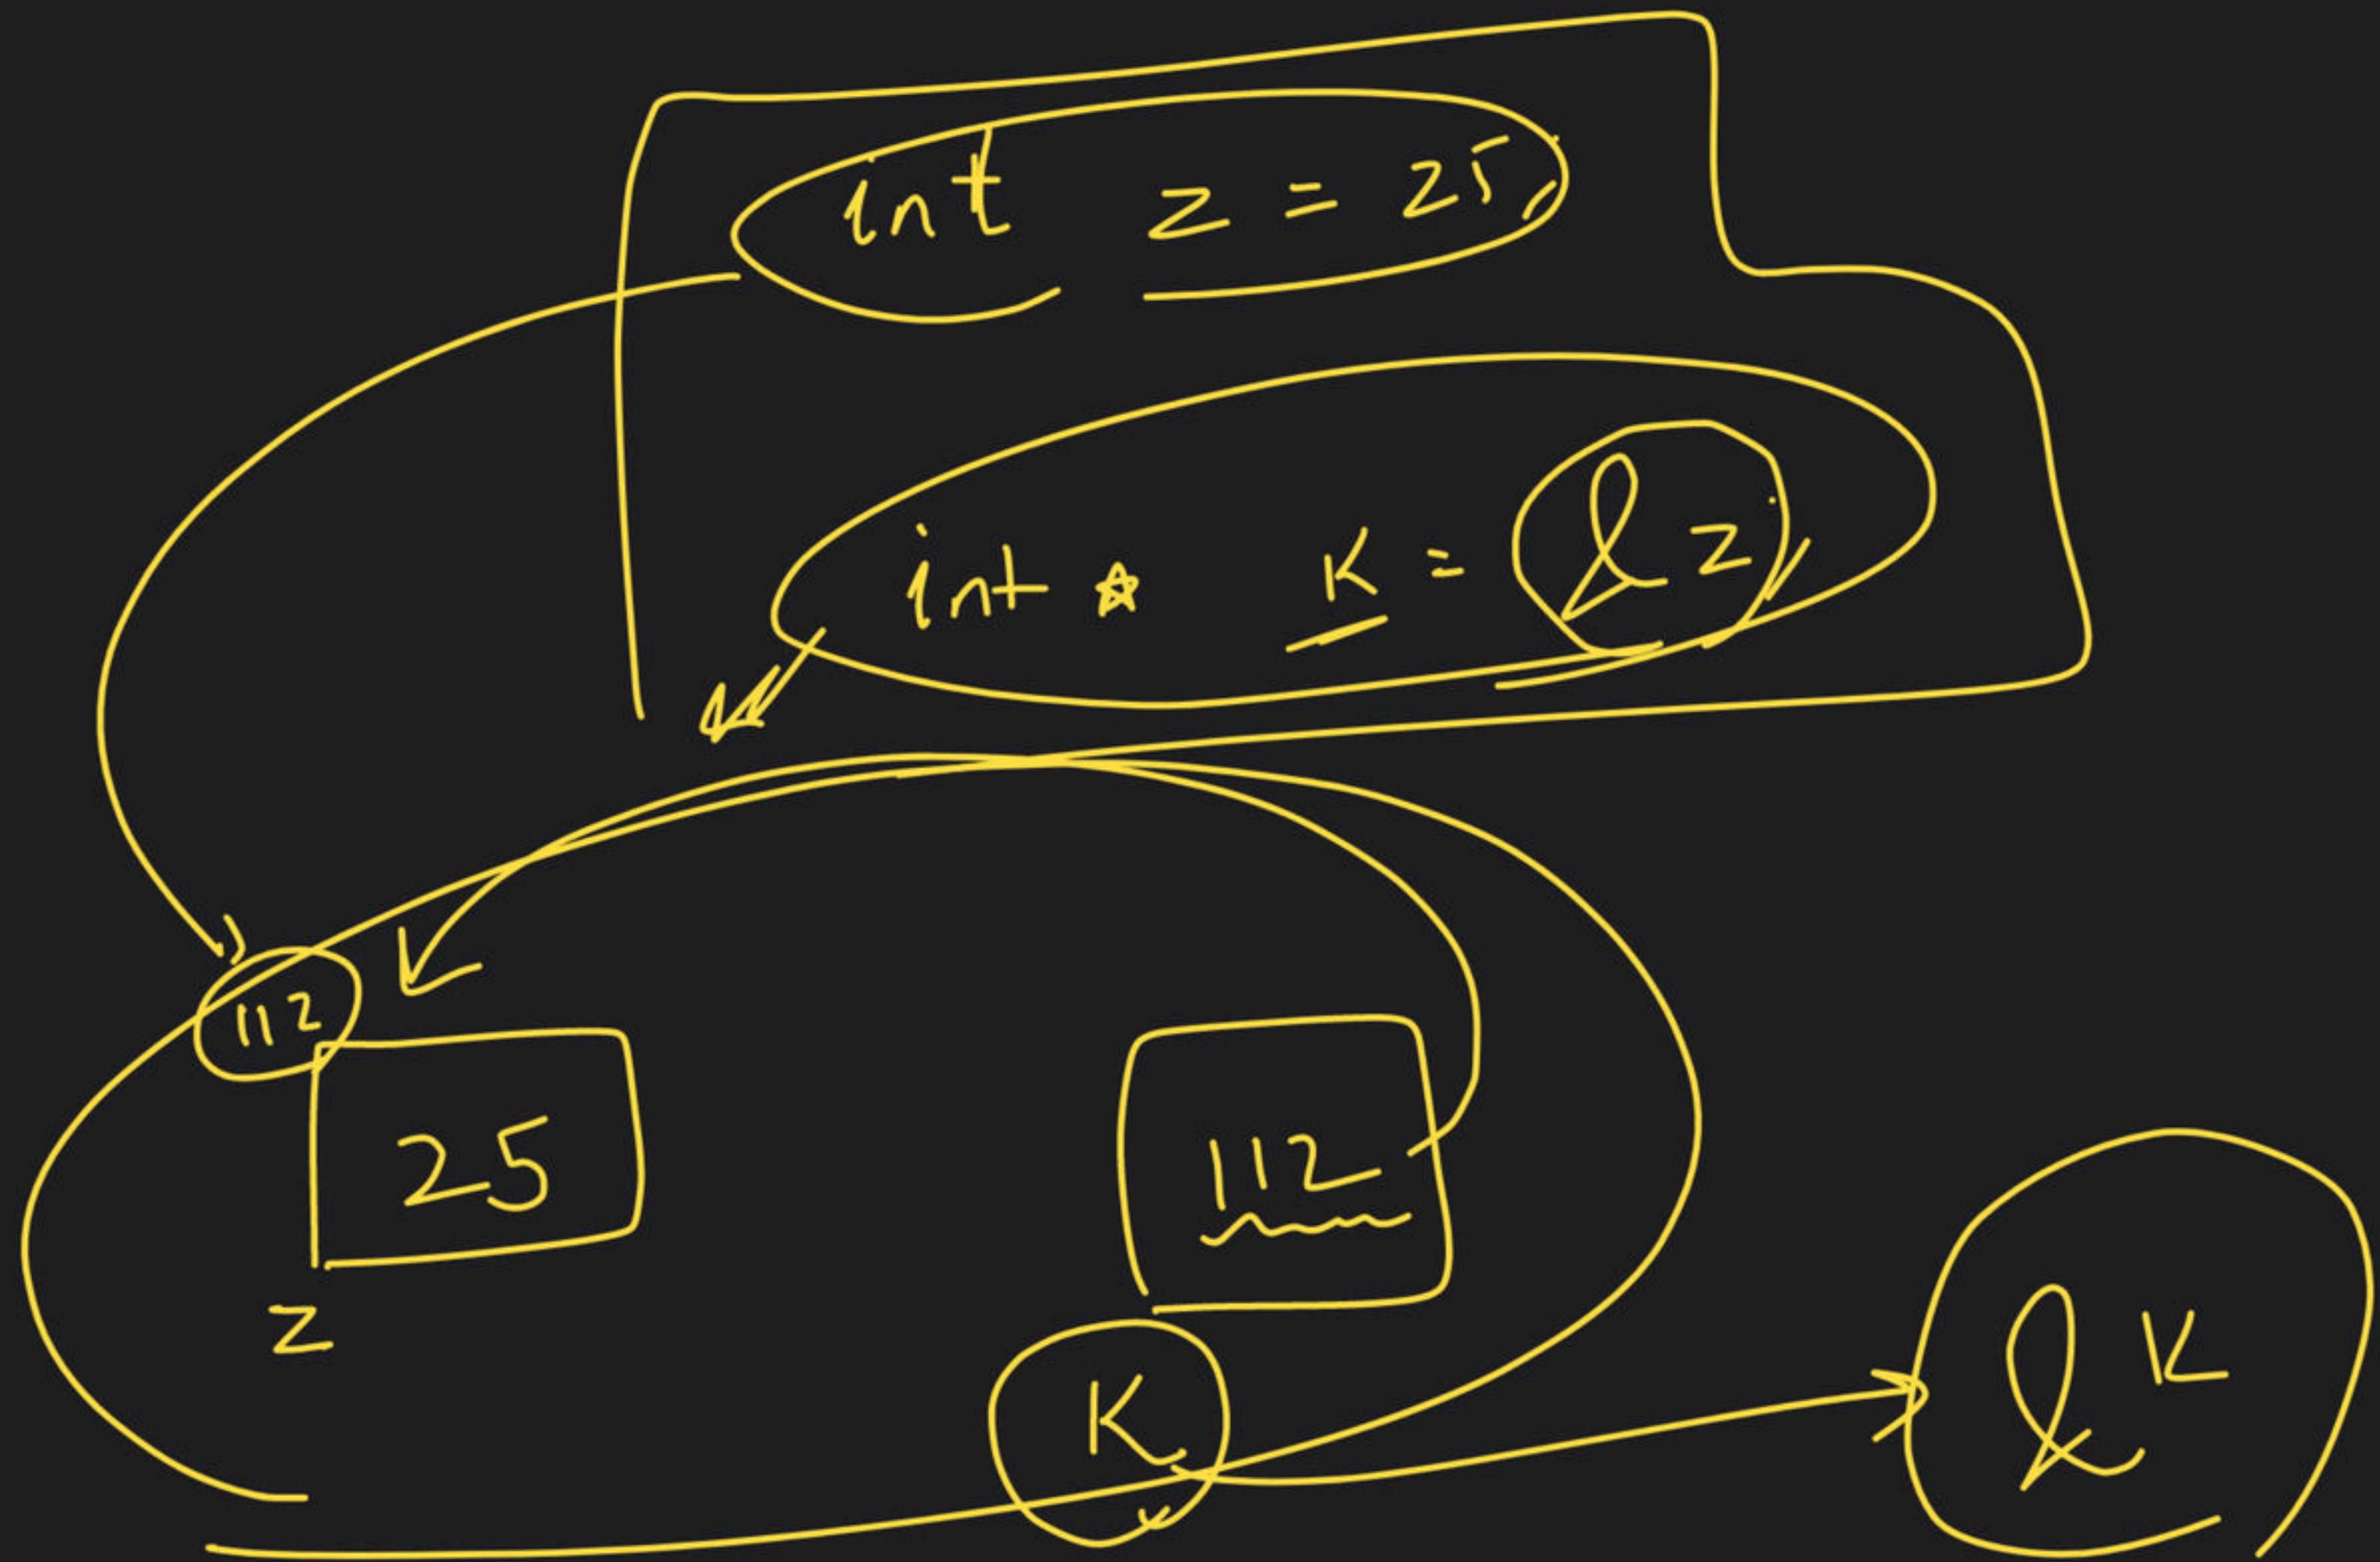 int z = 25;
int * K = &z;
112
25
112
z
K
&K